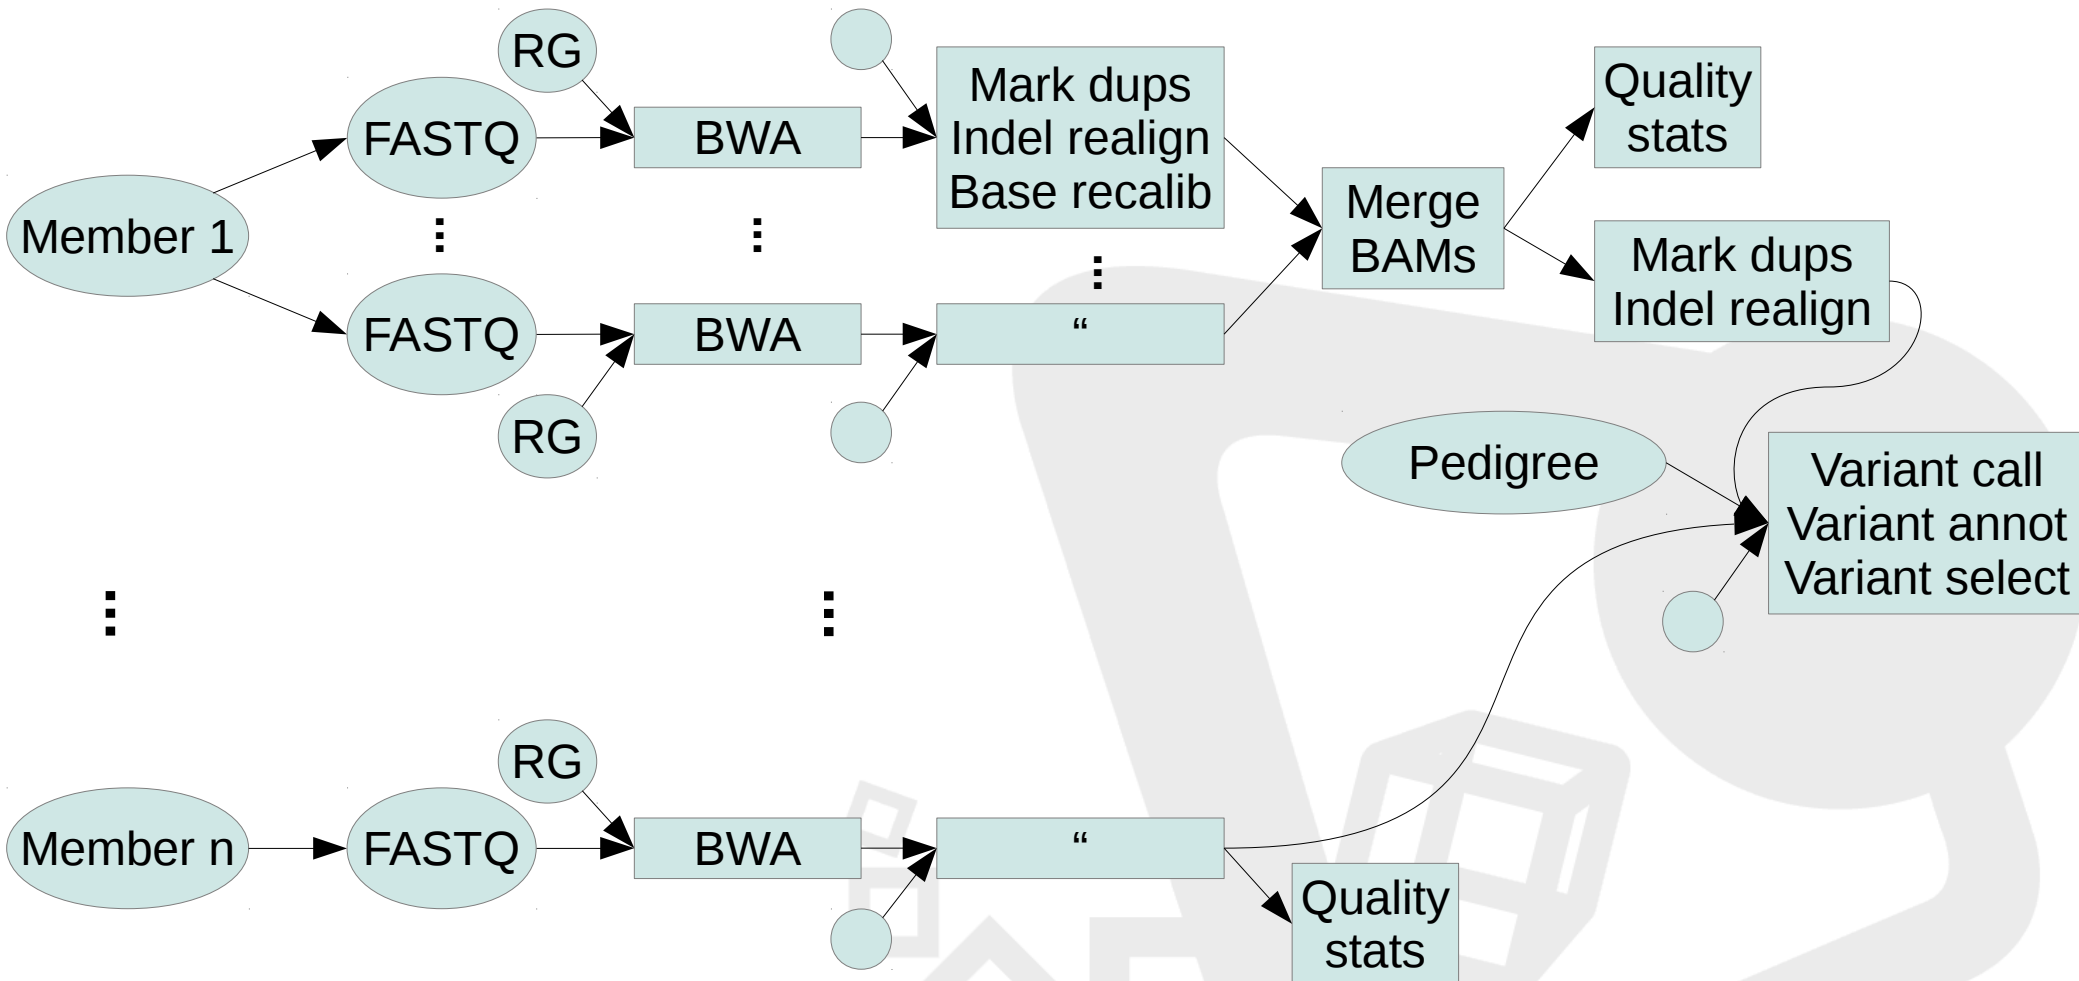 RG
FASTQ
BWA
Mark dups
Indel realign
Base recalib
Quality
stats
Member 1
⋮
⋮
⋮
Merge
BAMs
Mark dups
Indel realign
FASTQ
BWA
“
RG
Pedigree
Variant call
Variant annot
Variant select
⋮
⋮
RG
Member n
FASTQ
BWA
“
Quality
stats